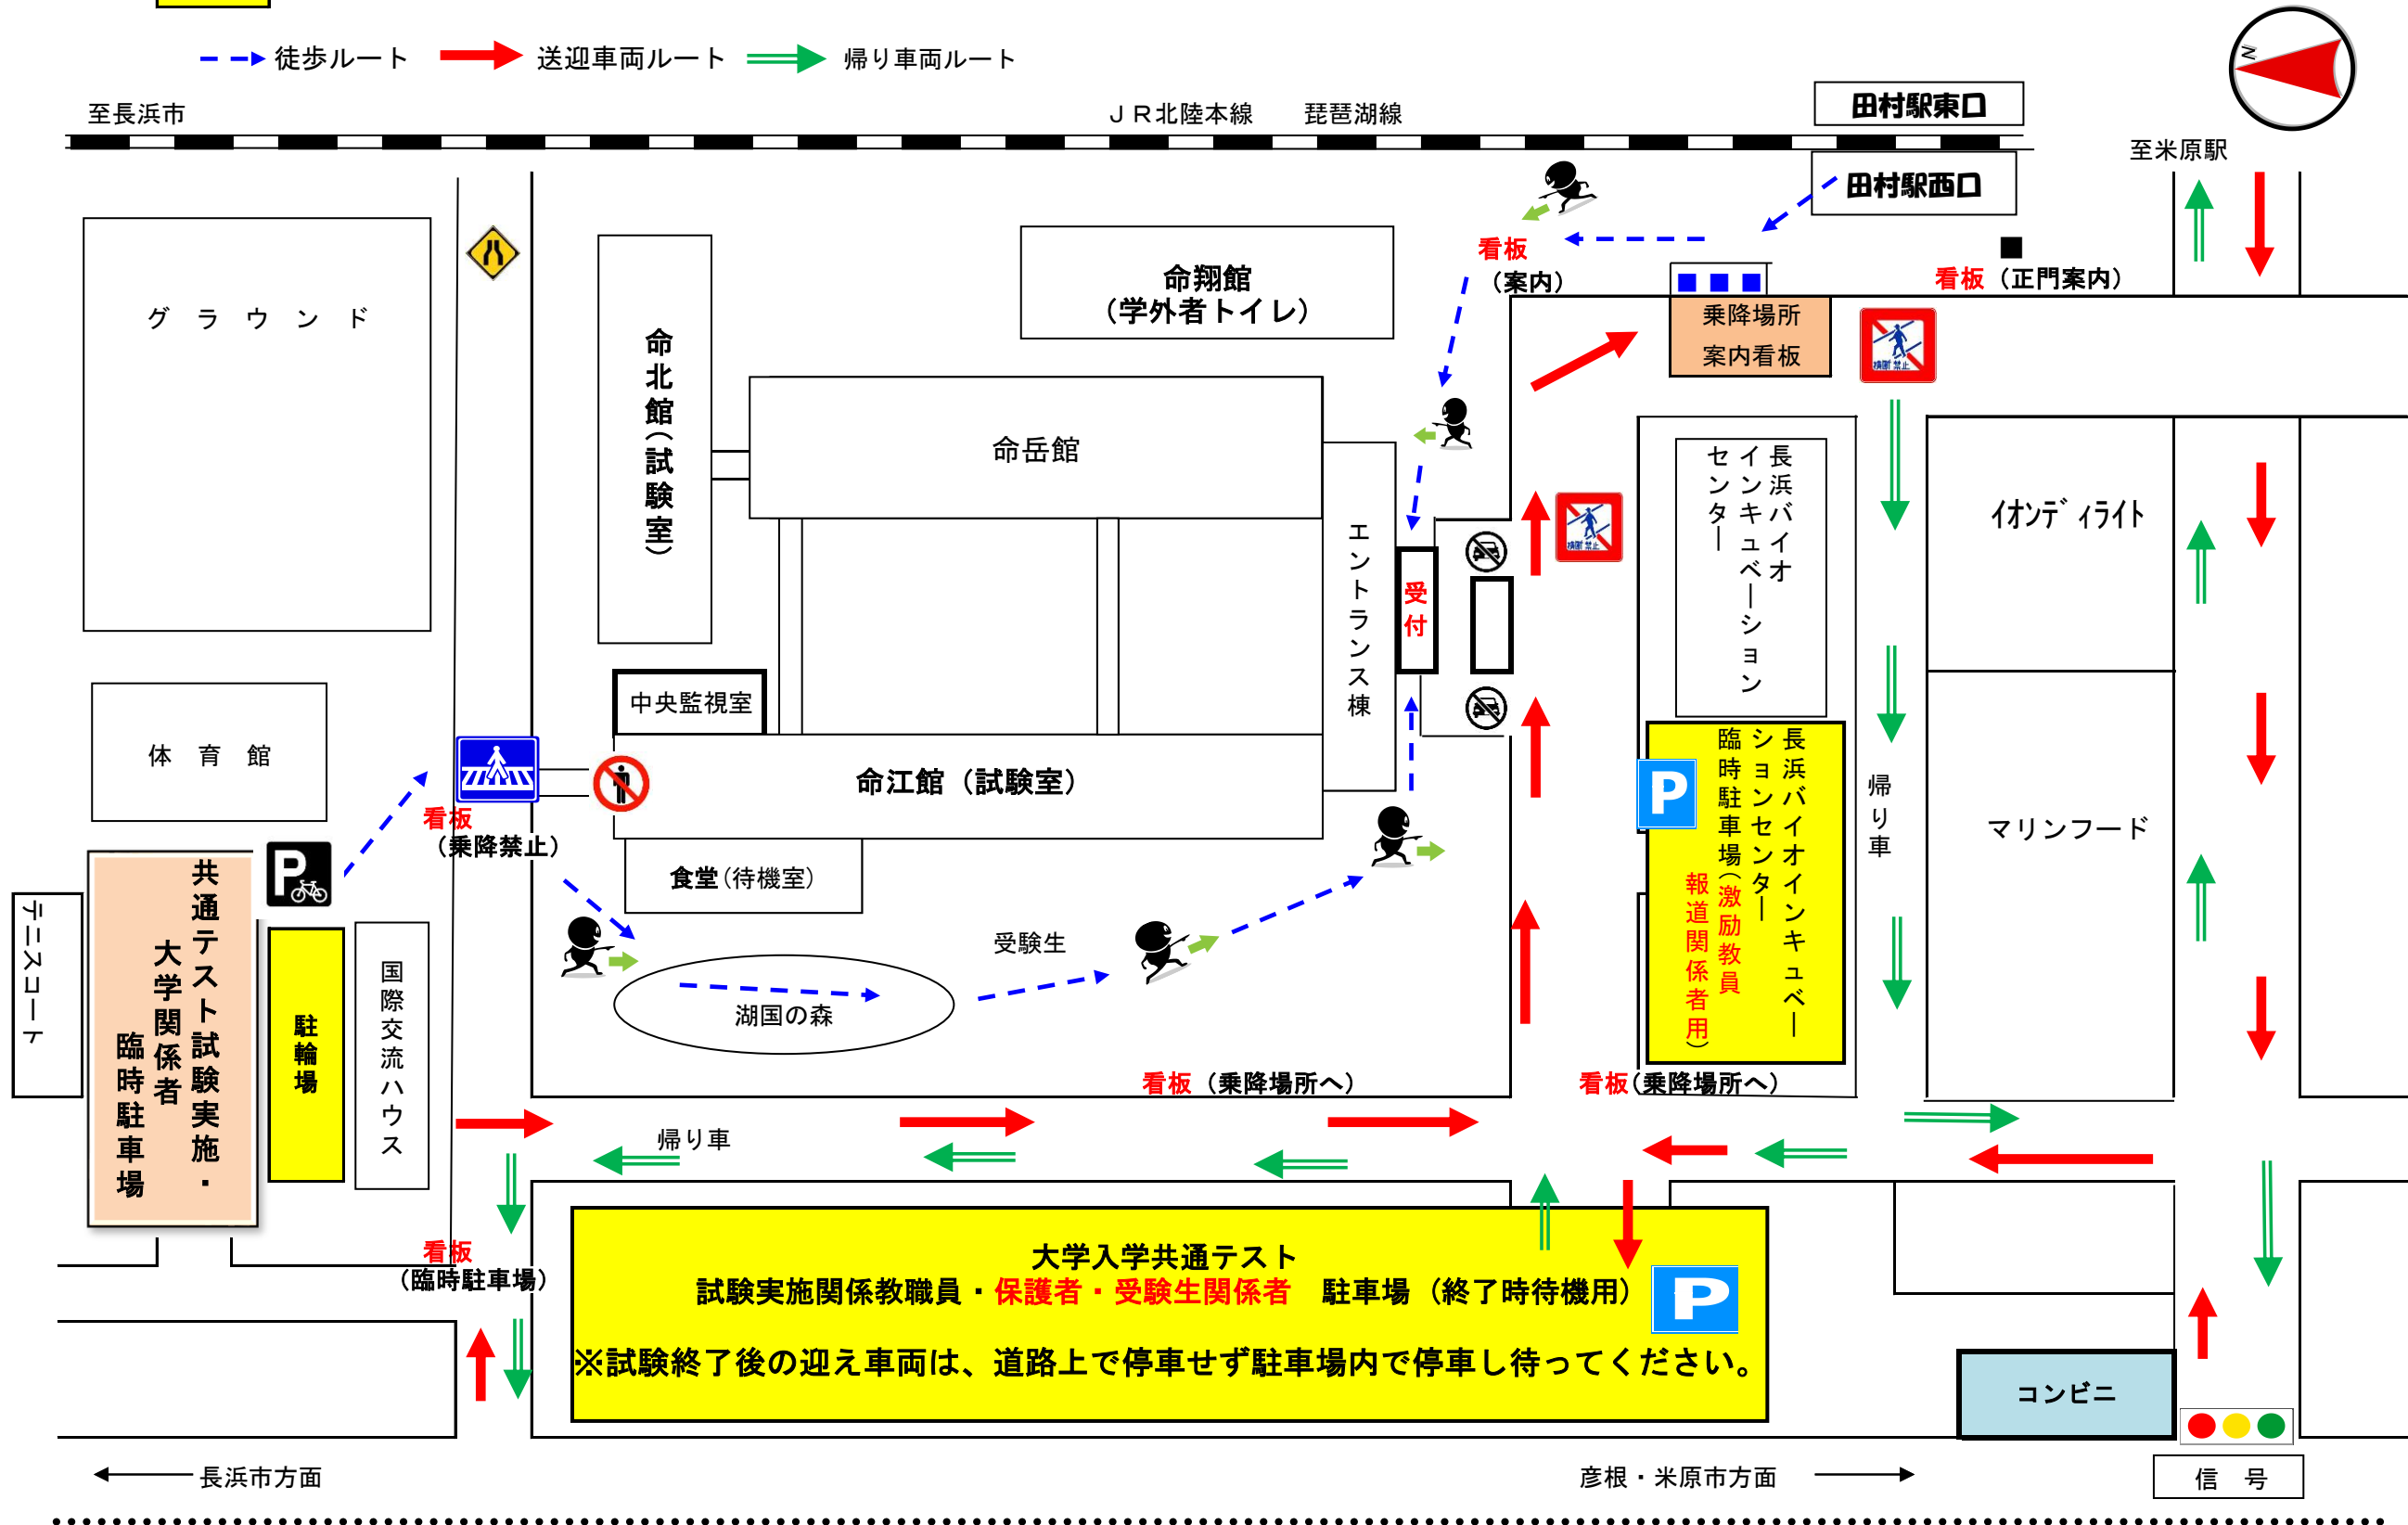 徒歩ルート
送迎車両ルート
帰り車両ルート
N
至長浜市
ＪＲ北陸本線　琵琶湖線
田村駅東口
至米原駅
田村駅西口
グラウンド
命北館（試験室）
命翔館
（学外者トイレ）
看板
（案内）
看板（正門案内）
乗降場所
案内看板
横断禁止
命岳館
エントランス棟
受付
横断禁止
長浜バイオ
インキュベーション
センター
イオンディライト
体育館
中央監視室
命江館（試験室）
看板
（乗降禁止）
食堂（待機室）
P
長浜バイオインキュベー
ションセンター
臨時駐車場（激励教員
報道関係者用）
帰り車
マリンフード
テニスコート
共通テスト試験実施・
大学関係者
臨時駐車場
P
駐輪場
国際交流ハウス
受験生
湖国の森
看板（乗降場所へ）
看板（乗降場所へ）
帰り車
看板
（臨時駐車場）
大学入学共通テスト
試験実施関係教職員・保護者・受験生関係者　駐車場（終了時待機用）
P
※試験終了後の迎え車両は、道路上で停車せず駐車場内で停車し待ってください。
コンビニ
長浜市方面
彦根・米原市方面
信　号